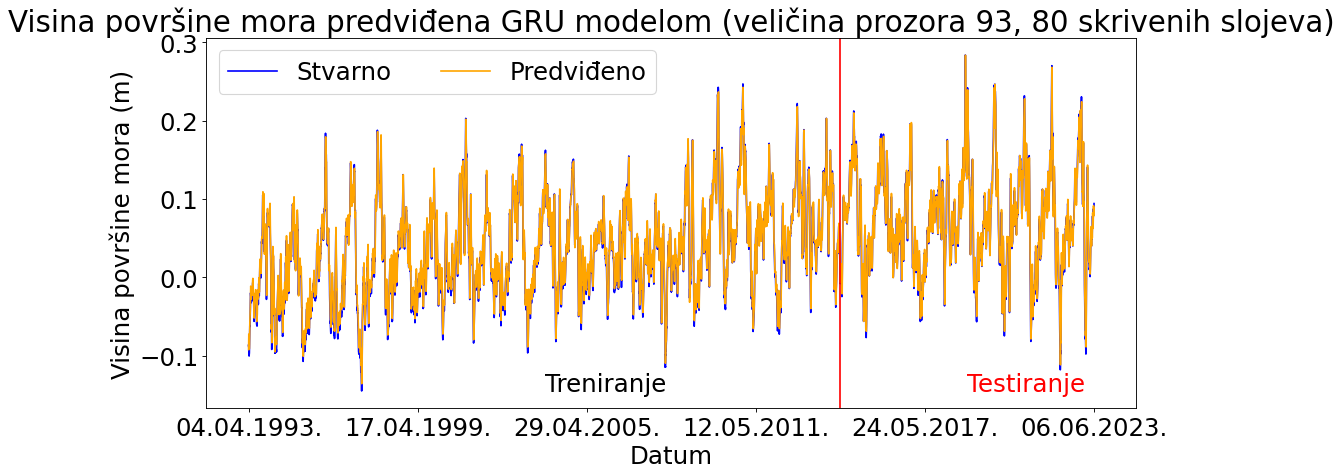 Visina površine mora predviđena GRU modelom (veličina prozora 93, 80 skrivenih slojeva)
Stvarno Predviđeno
Visina površine mora (m)
0.3
0.2
0.1
0.0
−0.1
Treniranje Testiranje
04.04.1993. 17.04.1999. 29.04.2005. 12.05.2011. 24.05.2017. 06.06.2023.
Datum